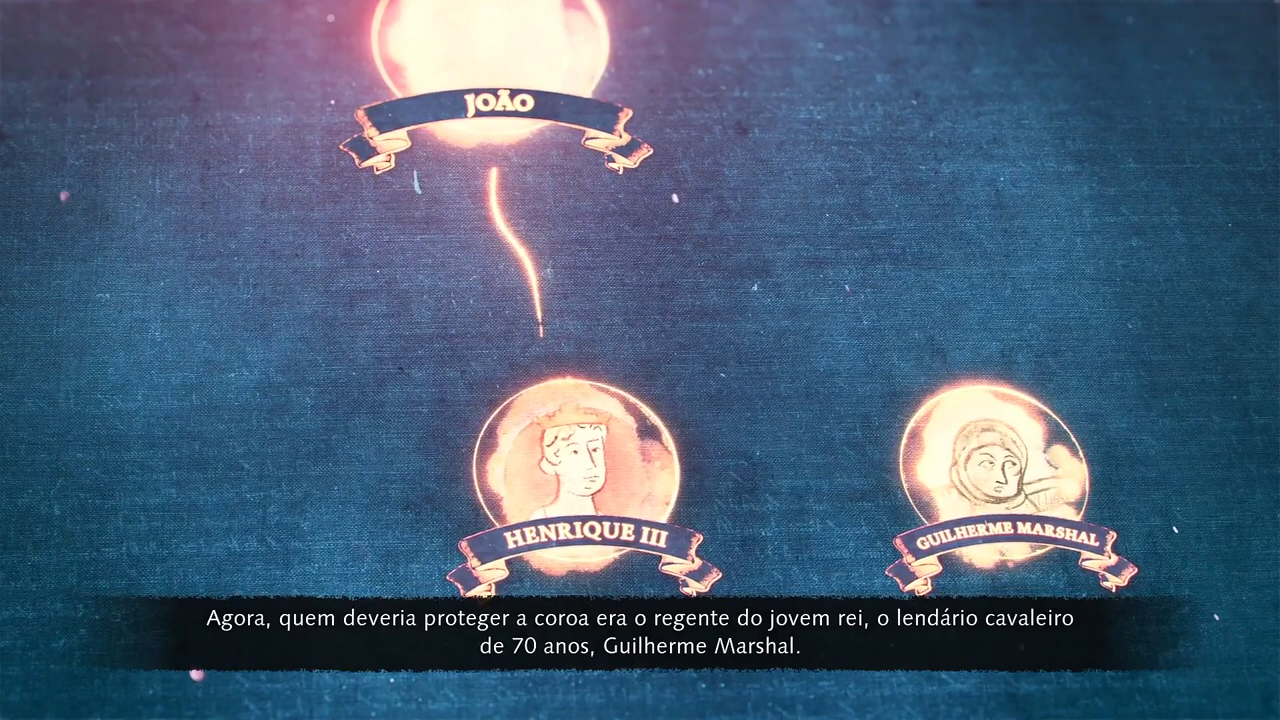 JOÃO
HENRIQUE III
GUILHERME MARSHAL
Agora, quem deveria proteger a coroa era o regente do jovem rei, o lendário cavaleiro
de 70 anos, Guilherme Marshal.